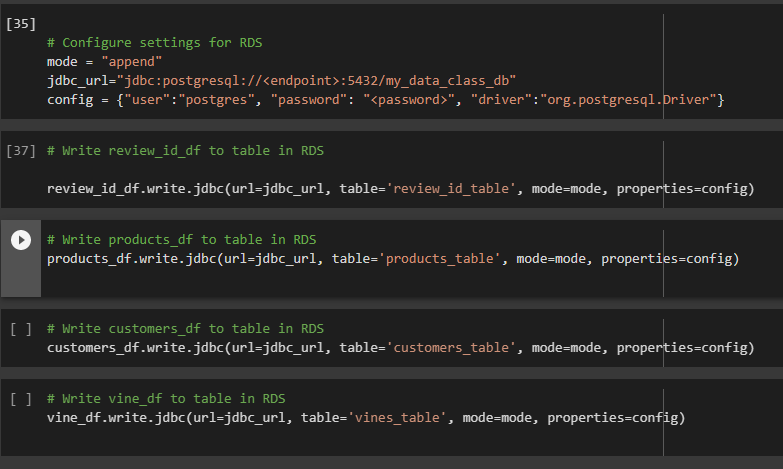 [35]
# Configure settings for RDS
mode = "append"
jdbc_url="jdbc:postgresql://<endpoint>:5432/my_data_class_db"
config = {"user":"postgres", "password": "<password>", "driver":"org.postgresql.Driver"}
[37] # Write review_id_df to table in RDS
review_id_df.write.jdbc(url=jdbc_url, table='review_id_table', mode=mode, properties=config)
# Write products_df to table in RDS
products_df.write.jdbc(url=jdbc_url, table='products_table', mode=mode, properties=config)
[ ] # Write customers_df to table in RDS
customers_df.write.jdbc(url=jdbc_url, table='customers_table', mode=mode, properties=config)
[ ] # Write vine_df to table in RDS
vine_df.write.jdbc(url=jdbc_url, table='vines_table', mode=mode, properties=config)